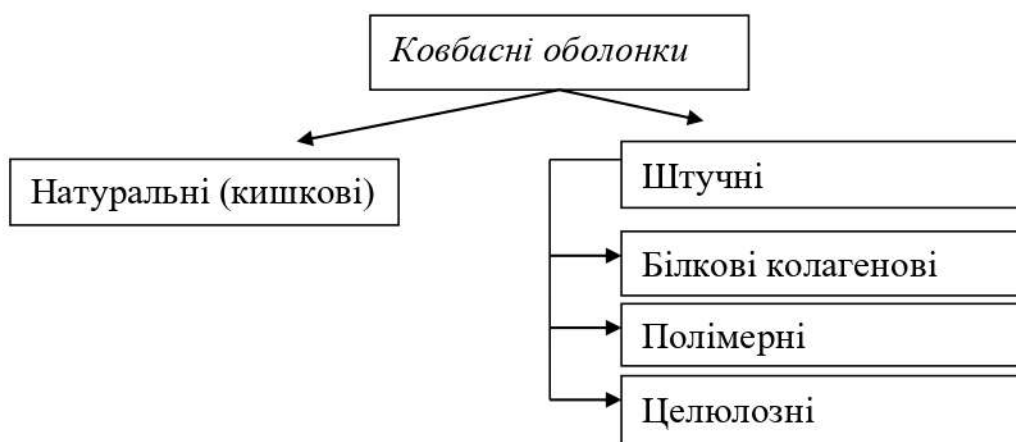 Ковбасні оболонки
Натуральні (кишкові)
Штучні
Білкові колагенові
Полімерні
Целюлозні